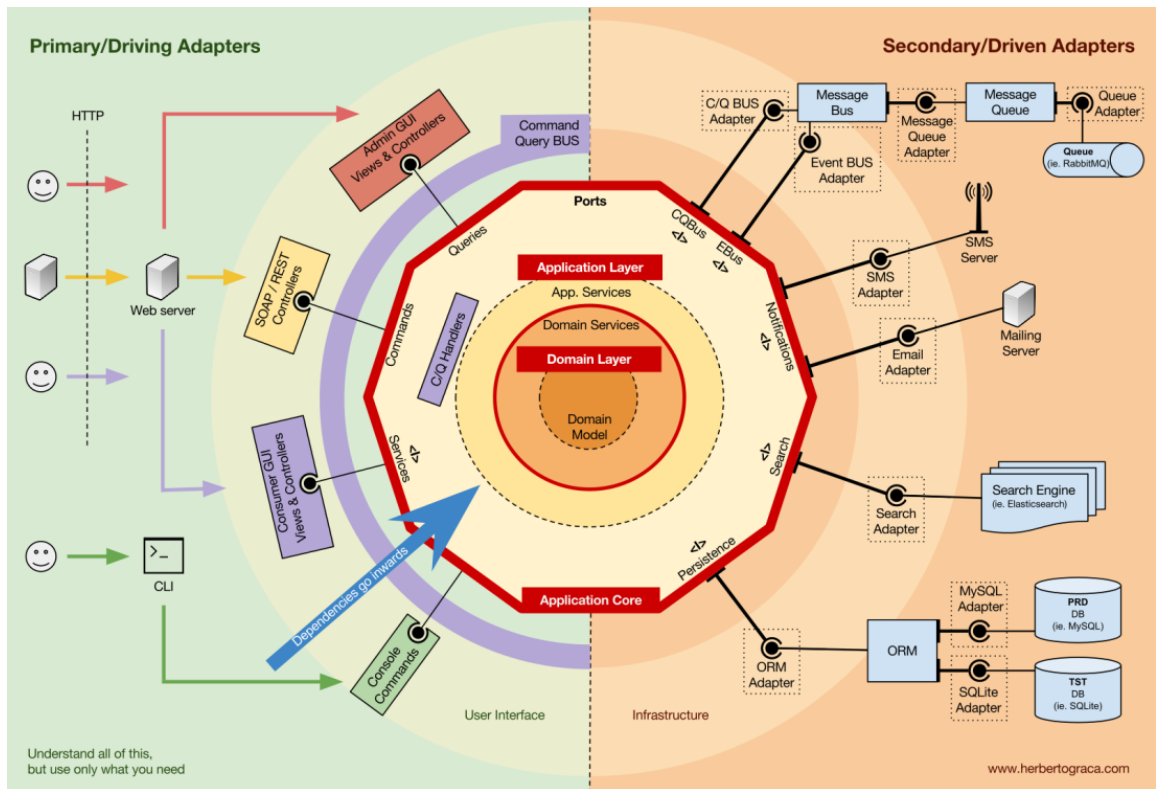 Primary/Driving Adapters
Secondary/Driven Adapters
HTTP
Web server
CLI
Admin GUI
Views & Controllers
SOAP / REST
Controllers
Consumer GUI
Views & Controllers
Console
Commands
Command
Query BUS
Ports
Queries
Commands
Services
</>
C/Q Handlers
Application Layer
App. Services
Domain Services
Domain Layer
Domain
Model
Application Core
Dependencies go inwards
CQBus
</>
EBus
</>
Notifications
</>
Search
</>
Persistence
</>
C/Q BUS
Adapter
Message
Bus
Event BUS
Adapter
Message
Queue
Adapter
Message
Queue
Queue
Adapter
Queue
(ie. RabbitMQ)
SMS
Server
SMS
Adapter
Email
Adapter
Mailing
Server
Search
Adapter
Search Engine
(ie. Elasticsearch)
ORM
Adapter
ORM
MySQL
Adapter
PRD
DB
(ie. MySQL)
SQLite
Adapter
TST
DB
(ie. SQLite)
User Interface
Infrastructure
Understand all of this,
but use only what you need
www.herbertograca.com